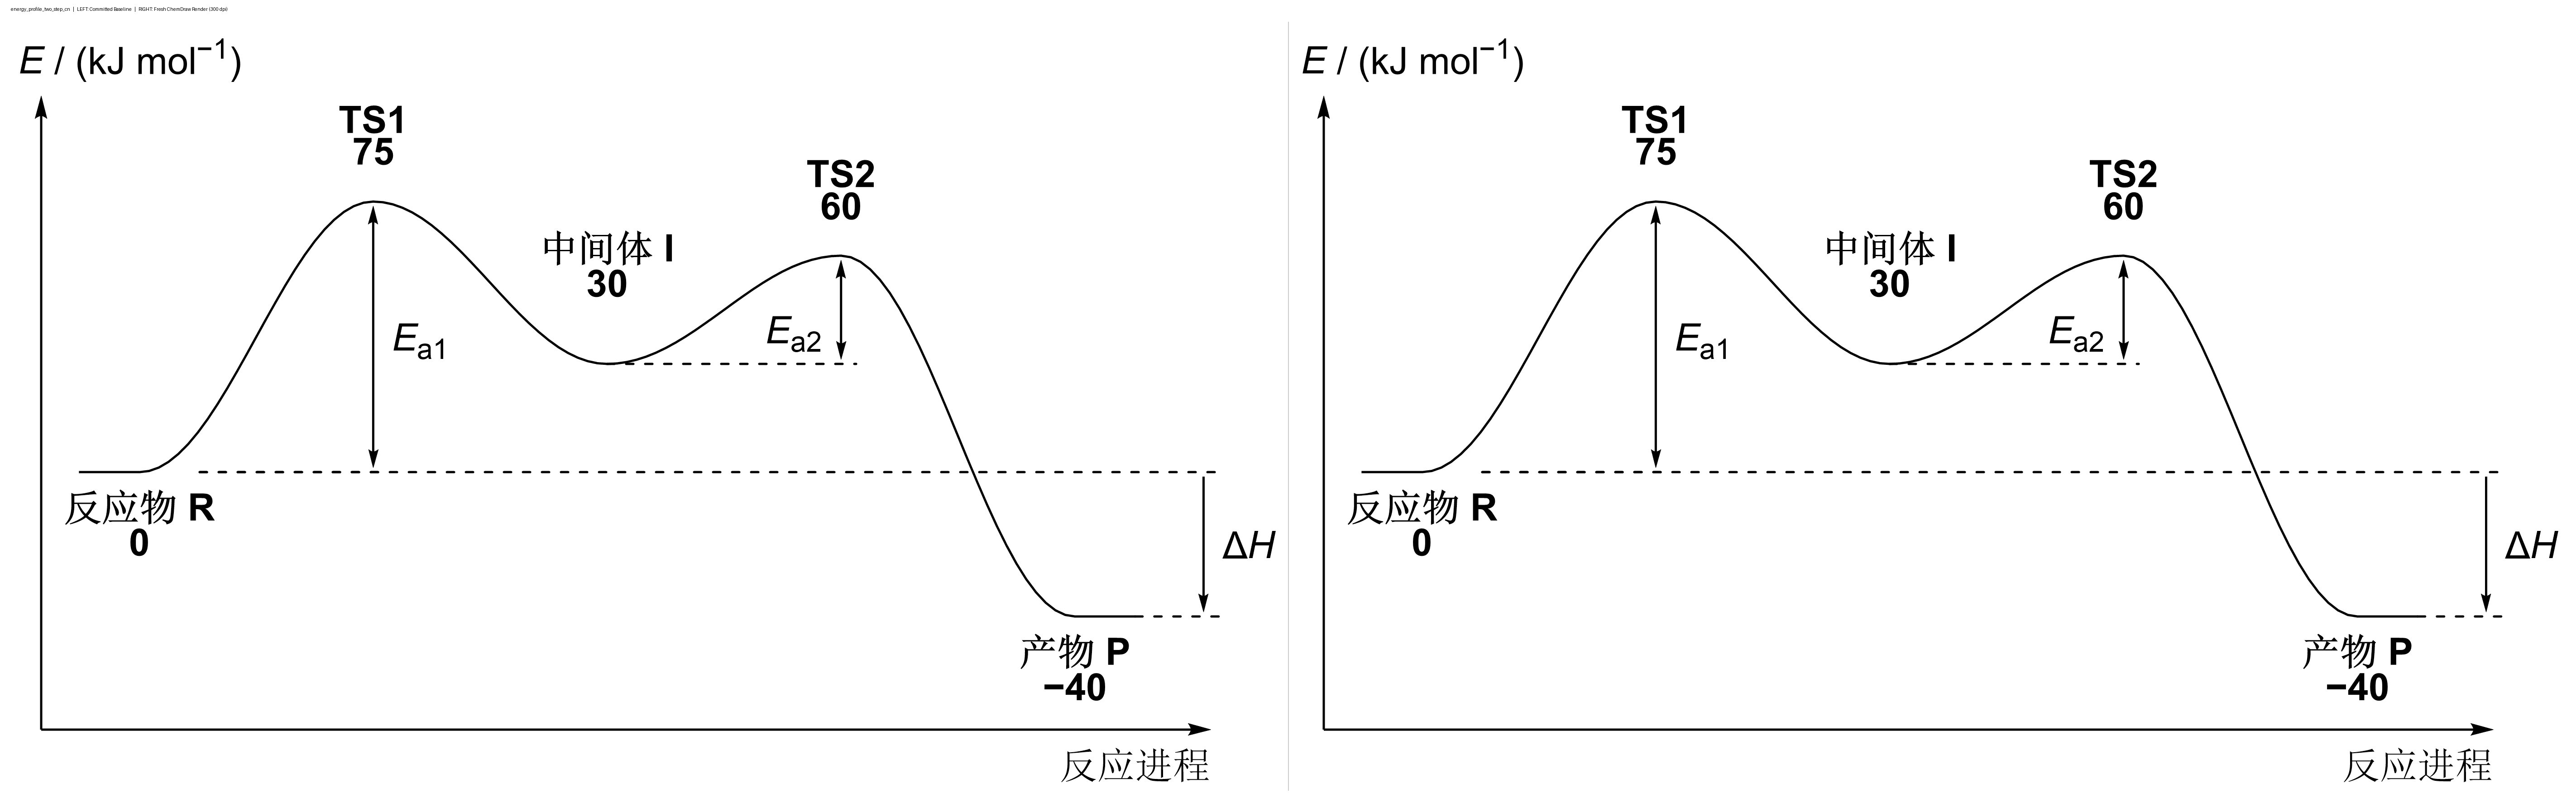 energy_profile_two_step_cn | LEFT: Committed Baseline | RIGHT: Fresh ChemDraw Render (300 dpi)
E / (kJ mol⁻¹)
TS1
75
TS2
60
中间体 I
30
Ea1
Ea2
反应物 R
0
ΔH
产物 P
−40
反应进程
E / (kJ mol⁻¹)
TS1
75
TS2
60
中间体 I
30
Ea1
Ea2
反应物 R
0
ΔH
产物 P
−40
反应进程